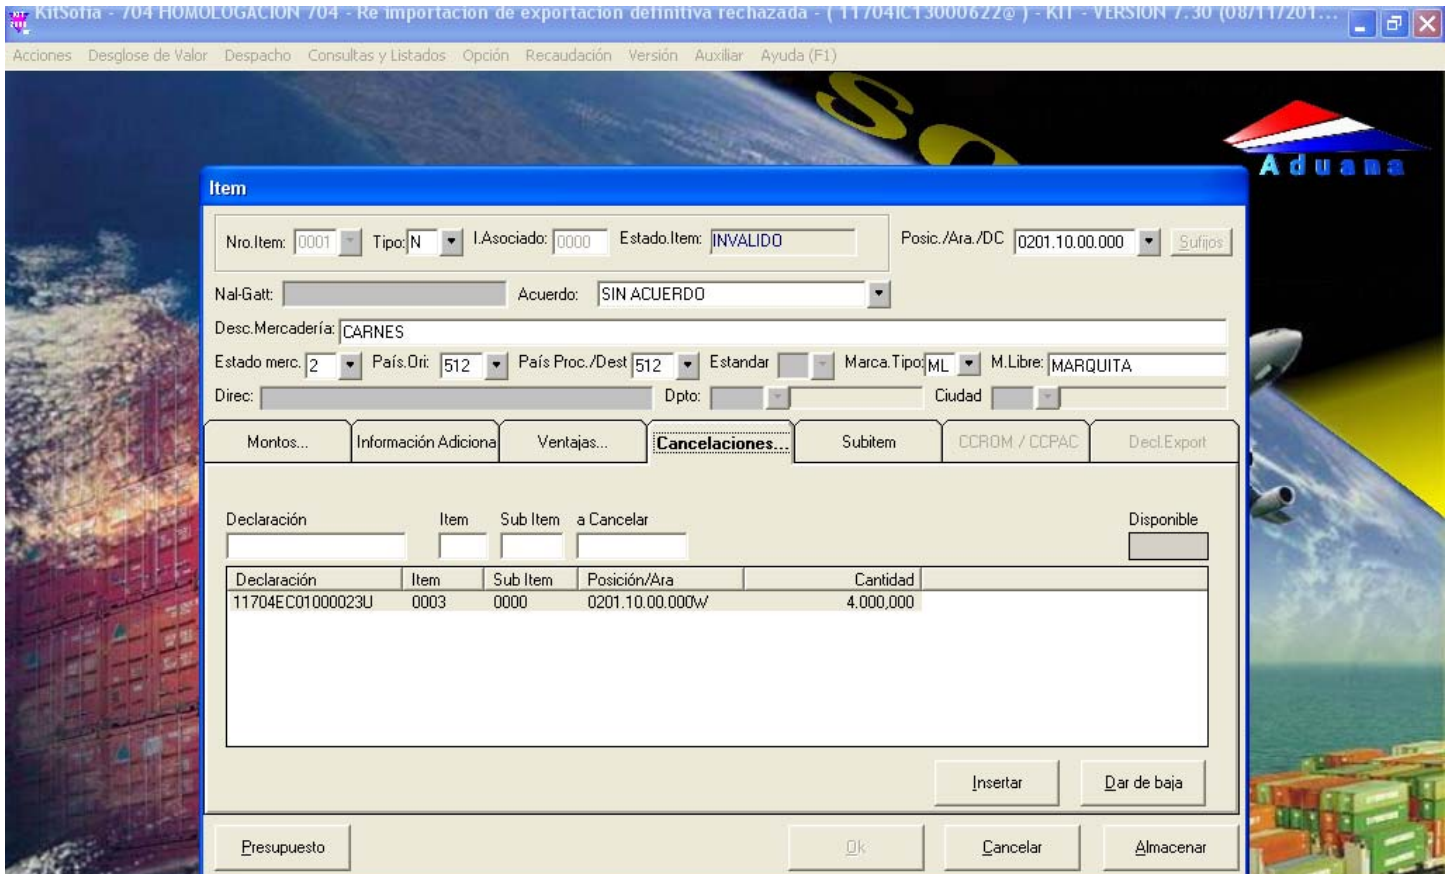 KitSofia - 704 HOMOLOGACION 704 - Re importacion de exportacion definitiva rechazada - ( 11704IC13000622@ ) - KIT - VERSION 7.30 (08/11/201...
Acciones Desglose de Valor Despacho Consultas y Listados Opción Recaudación Versión Auxiliar Ayuda (F1)
SO
Aduana
Item
Nro.Item: 0001 Tipo: N I.Asociado: 0000 Estado.Item: INVALIDO Posic./Ara./DC 0201.10.00.000 Sufijos
Nal-Gatt: Acuerdo: SIN ACUERDO
Desc.Mercadería: CARNES
Estado merc. 2 País.Ori: 512 País Proc./Dest 512 Estandar Marca.Tipo: ML M.Libre: MARQUITA
Direc: Dpto: Ciudad
Montos... Información Adiciona Ventajas... Cancelaciones... Subitem CCROM / CCPAC Decl.Export
Declaración Item Sub Item a Cancelar Disponible
Declaración Item Sub Item Posición/Ara Cantidad
11704EC01000023U 0003 0000 0201.10.00.000W 4.000,000
Insertar Dar de baja
Presupuesto Ok Cancelar Almacenar